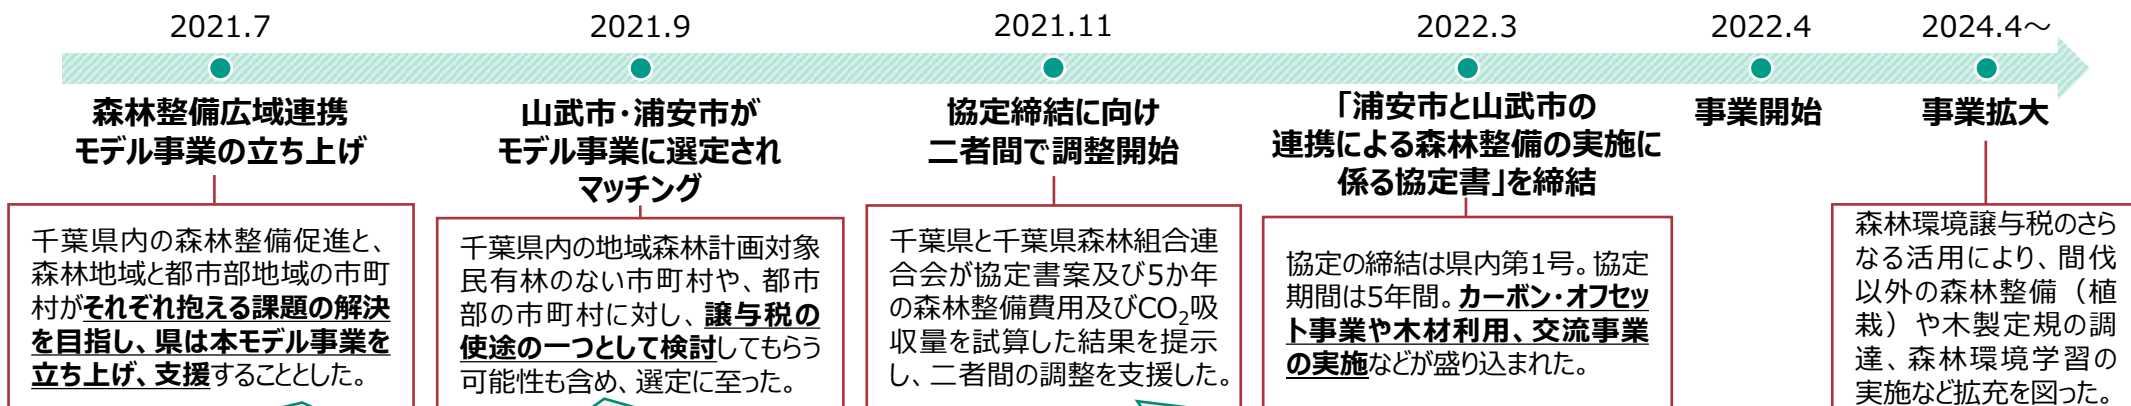 2021.7
2021.9
2021.11
2022.3
2022.4
2024.4～
森林整備広域連携
モデル事業の立ち上げ
山武市・浦安市が
モデル事業に選定され
マッチング
協定締結に向け
二者間で調整開始
「浦安市と山武市の
連携による森林整備の実施に
係る協定書」を締結
事業開始
事業拡大
千葉県内の森林整備促進と、
森林地域と都市部地域の市町
村がそれぞれ抱える課題の解決
を目指し、県は本モデル事業を
立ち上げ、支援することとした。
千葉県内の地域森林計画対象
民有林のない市町村や、都市
部の市町村に対し、譲与税の
使途の一つとして検討してもらう
可能性も含め、選定に至った。
千葉県と千葉県森林組合連
合会が協定書案及び5か年
の森林整備費用及びCO₂吸
収量を試算した結果を提示
し、二者間の調整を支援した。
協定の締結は県内第1号。協定
期間は5年間。カーボン・オフセッ
ト事業や木材利用、交流事業
の実施などが盛り込まれた。
森林環境譲与税のさら
なる活用により、間伐
以外の森林整備（植
栽）や木製定規の調
達、森林環境学習の
実施など拡充を図った。